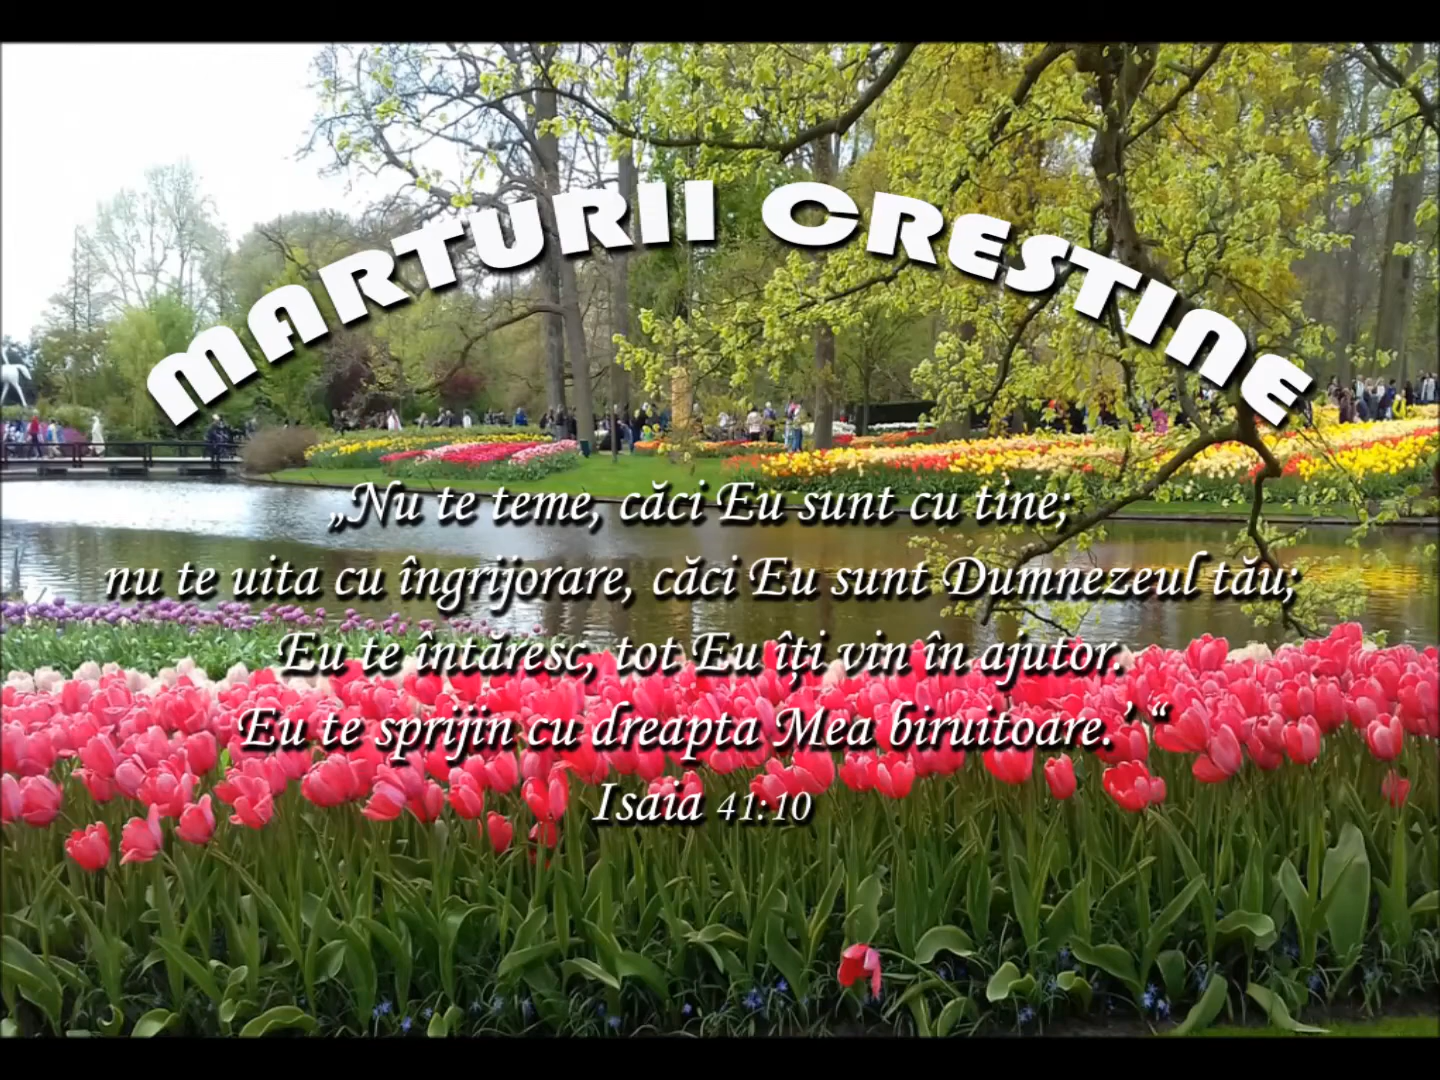 MARTURII CRESTINE
„Nu te teme, căci Eu sunt cu tine;
nu te uita cu îngrijorare, căci Eu sunt Dumnezeul tău;
Eu te întăresc, tot Eu îți vin în ajutor.
Eu te sprijin cu dreapta Mea biruitoare.’ “
Isaia 41:10